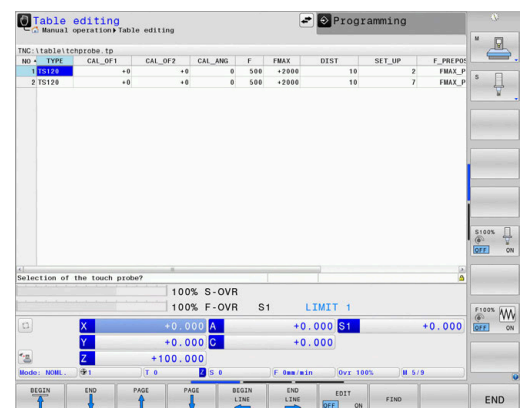 Table editing
Programming
Manual operation Table editing
TNC:\table\tchprobe.tp
NO TYPE CAL_OF1 CAL_OF2 CAL_ANG F FMAX DIST SET_UP F_PREPOS
1 TS120 +0 +0 0 500 +2000 10 2 FMAX_P
2 TS120 +0 +0 0 500 +2000 10 7 FMAX_P
M
S
S100%
OFF ON
Selection of the touch probe?
100% S-OVR
100% F-OVR S1 LIMIT 1
F100%
OFF ON
X +0.000 A +0.000 S1 +0.000
Y +0.000 C +0.000
Z +100.000
Mode: NOML. 1 T 0 Z S 0 F 0mm/min Ovr 100% M 5/9
BEGIN END PAGE PAGE BEGIN LINE END LINE EDIT OFF ON FIND END